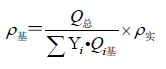 ρ基 = Q总 / ∑Yi•Qi基 × ρ实